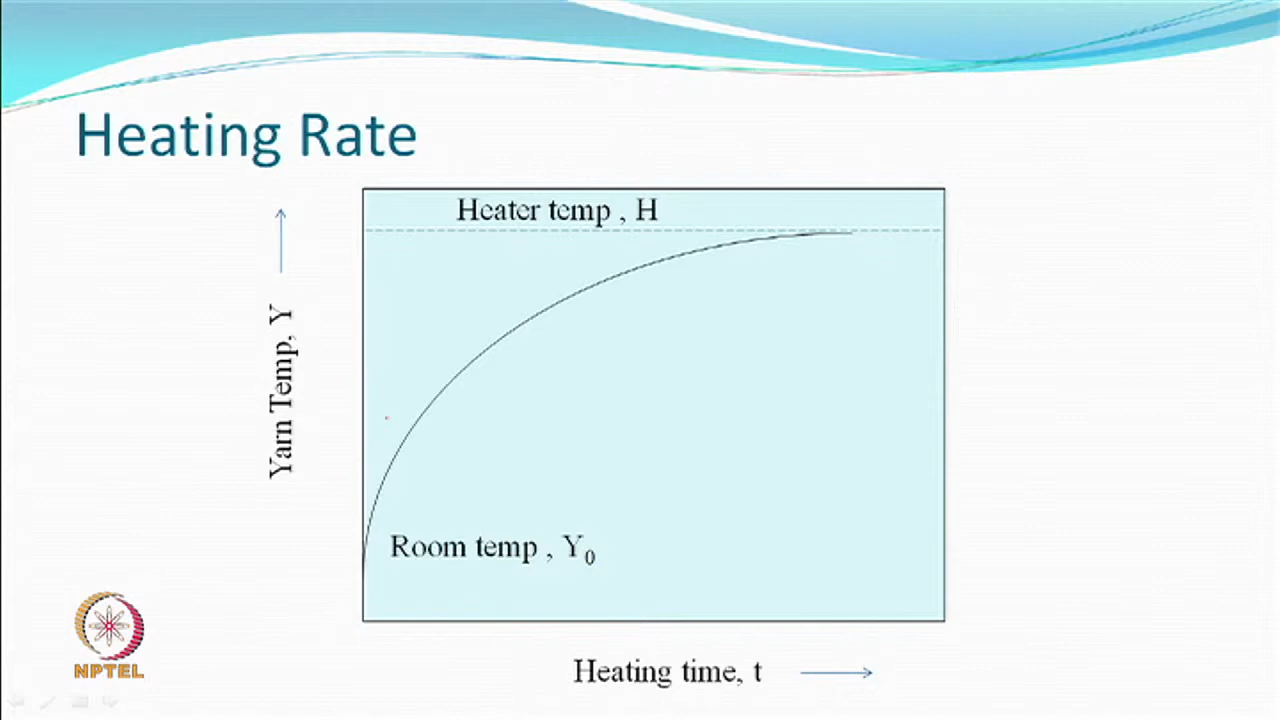 Heating Rate
Heater temp , H
Yarn Temp, Y
Room temp , Y₀
NPTEL
Heating time, t